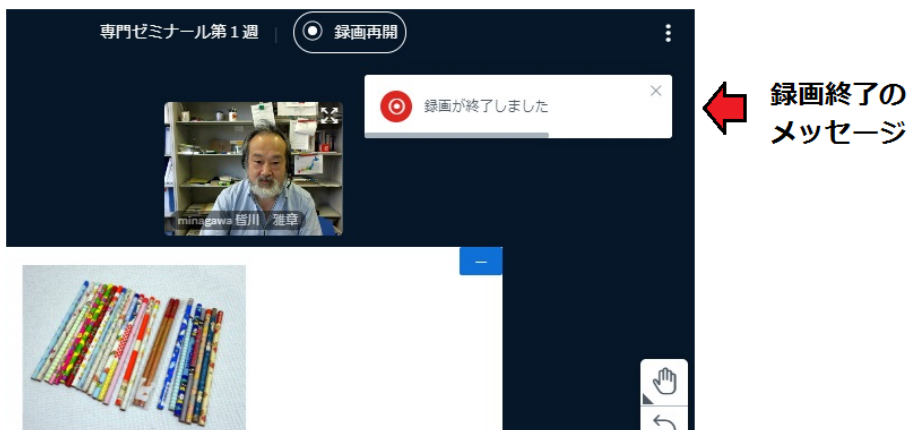 専門ゼミナール第１週
録画再開
録画が終了しました
録画終了の
メッセージ
minagawa 皆川　雅章